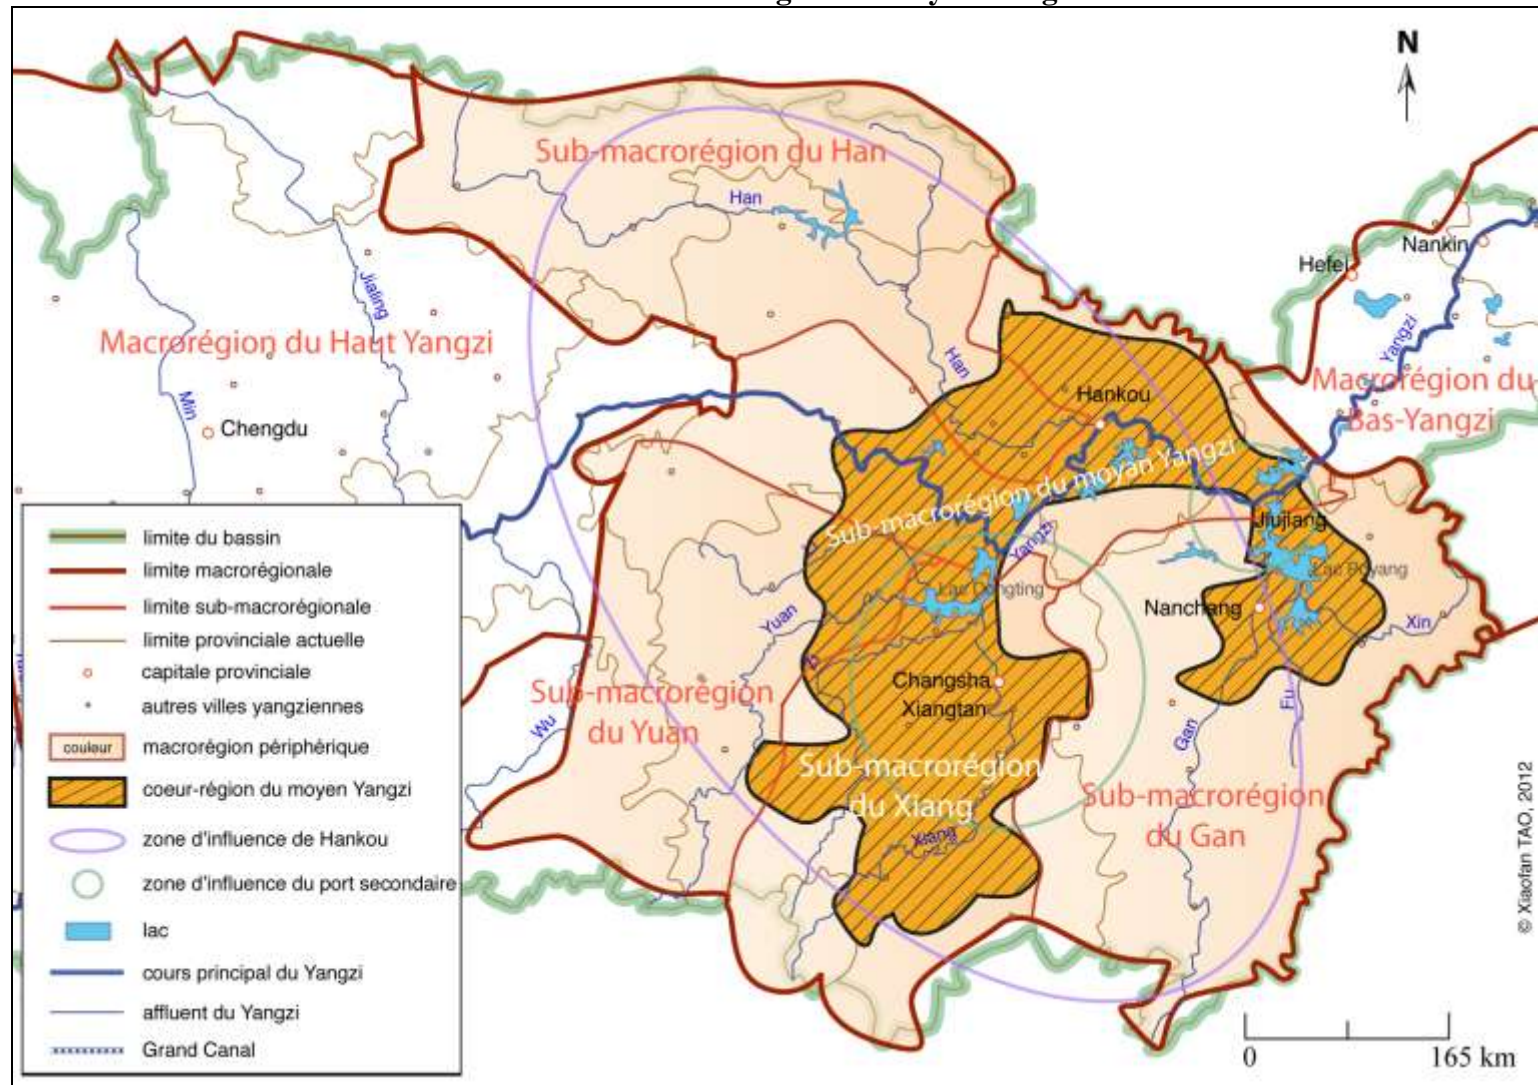 N
Sub-macrorégion du Han
Han
Nankin
Hefei
Jialing
Macrorégion du Haut Yangzi
Yangzi
Han
Macrorégion du
Bas-Yangzi
Min
Hankou
Chengdu
Sub-macrorégion du moyan Yangzi
Jiujiang
Yangzi
Lac Poyang
Lac Dongting
Nanchang
Yuan
Xin
Changsha
Xiangtan
Sub-macrorégion
du Yuan
Wu
Fu
Gan
Sub-macrorégion
du Xiang
Sub-macrorégion
du Gan
Xiang
limite du bassin
limite macrorégionale
limite sub-macrorégionale
limite provinciale actuelle
capitale provinciale
autres villes yangziennes
couleur macrorégion périphérique
coeur-région du moyen Yangzi
zone d'influence de Hankou
zone d'influence du port secondaire
lac
cours principal du Yangzi
affluent du Yangzi
Grand Canal
0 165 km
© Xiaofan TAO, 2012